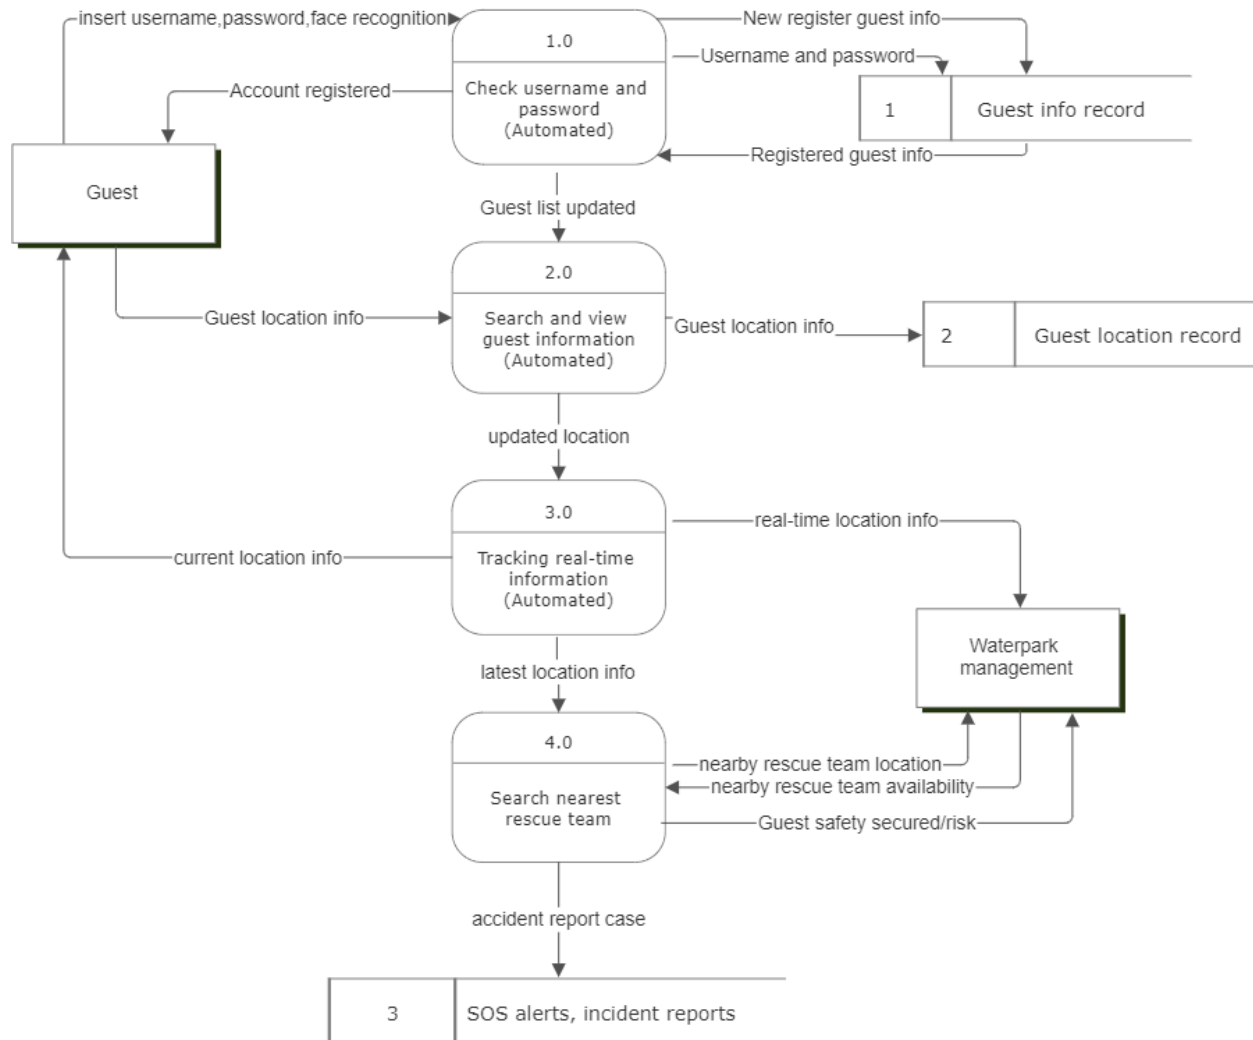 insert username,password,face recognition
New register guest info
1.0
Username and password
Check username and
password
(Automated)
Account registered
1
Guest info record
Registered guest info
Guest
Guest list updated
2.0
Search and view
guest information
(Automated)
Guest location info
Guest location info
2
Guest location record
updated location
3.0
Tracking real-time
information
(Automated)
real-time location info
current location info
Waterpark
management
latest location info
4.0
Search nearest
rescue team
nearby rescue team location
nearby rescue team availability
Guest safety secured/risk
accident report case
3
SOS alerts, incident reports